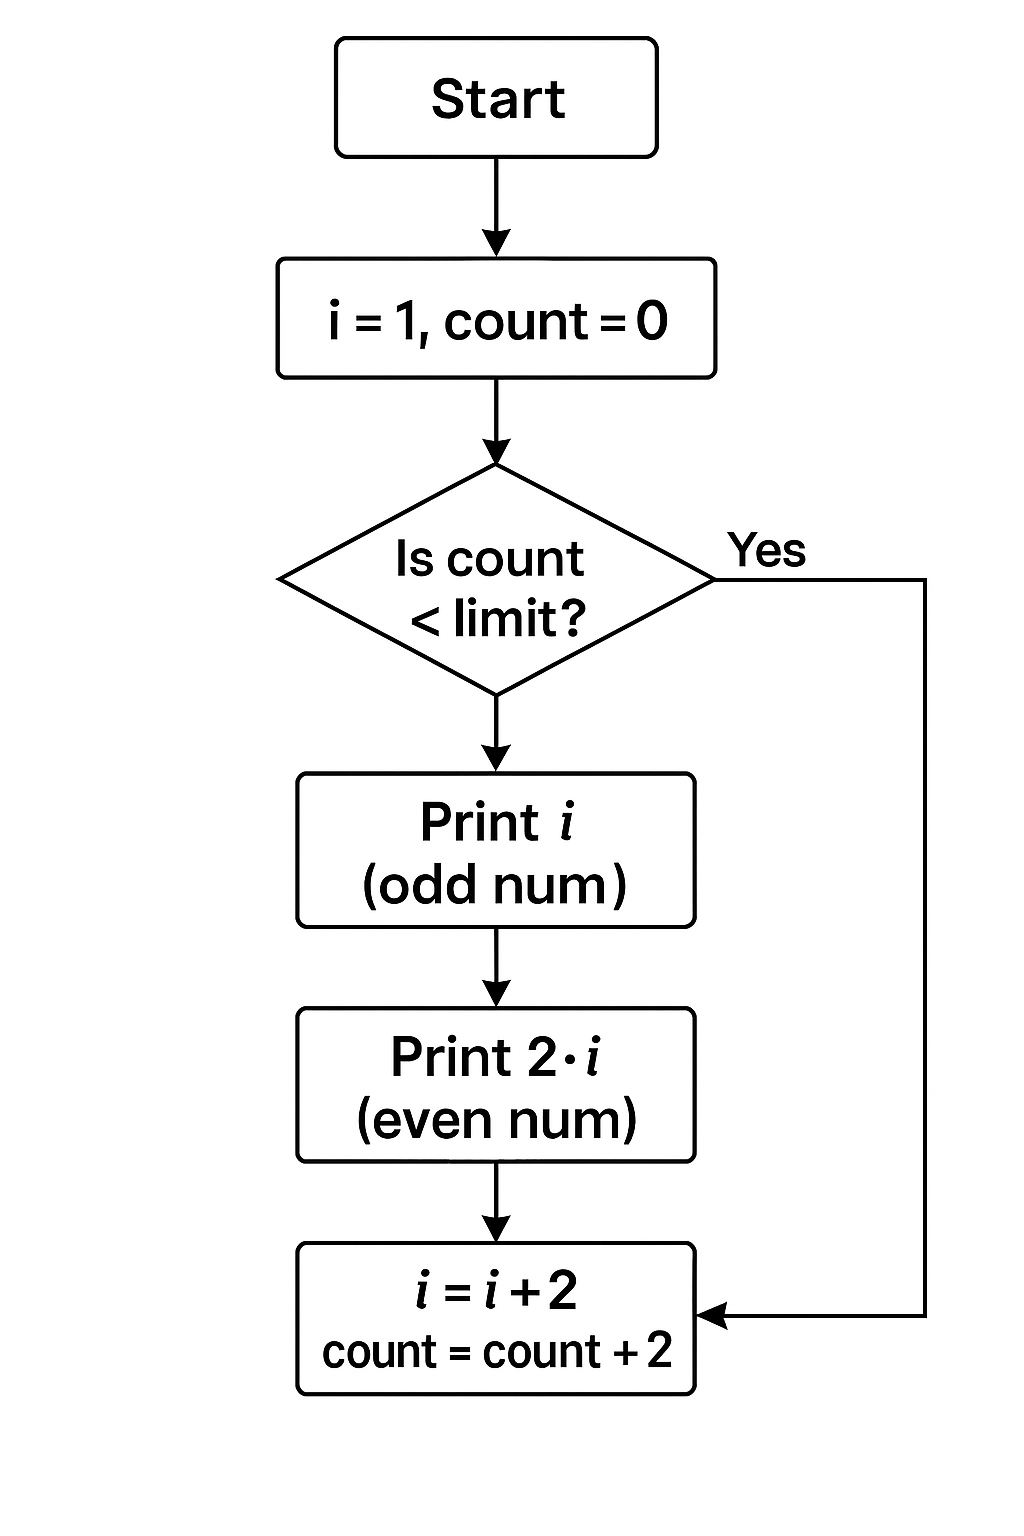 Start
i = 1, count = 0
Is count
< limit?
Yes
Print i
(odd num)
Print 2·i
(even num)
i = i + 2
count = count + 2